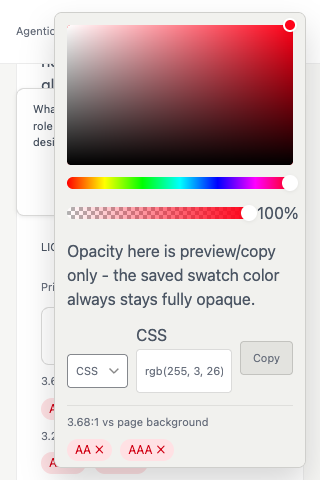 Agentic
Wha
role
desi
100%
Opacity here is preview/copy
only - the saved swatch color
always stays fully opaque.
CSS
CSS
rgb(255, 3, 26)
Copy
LIG
Pri
3.68:1 vs page background
3.6
AA ✕ AAA ✕
3.2